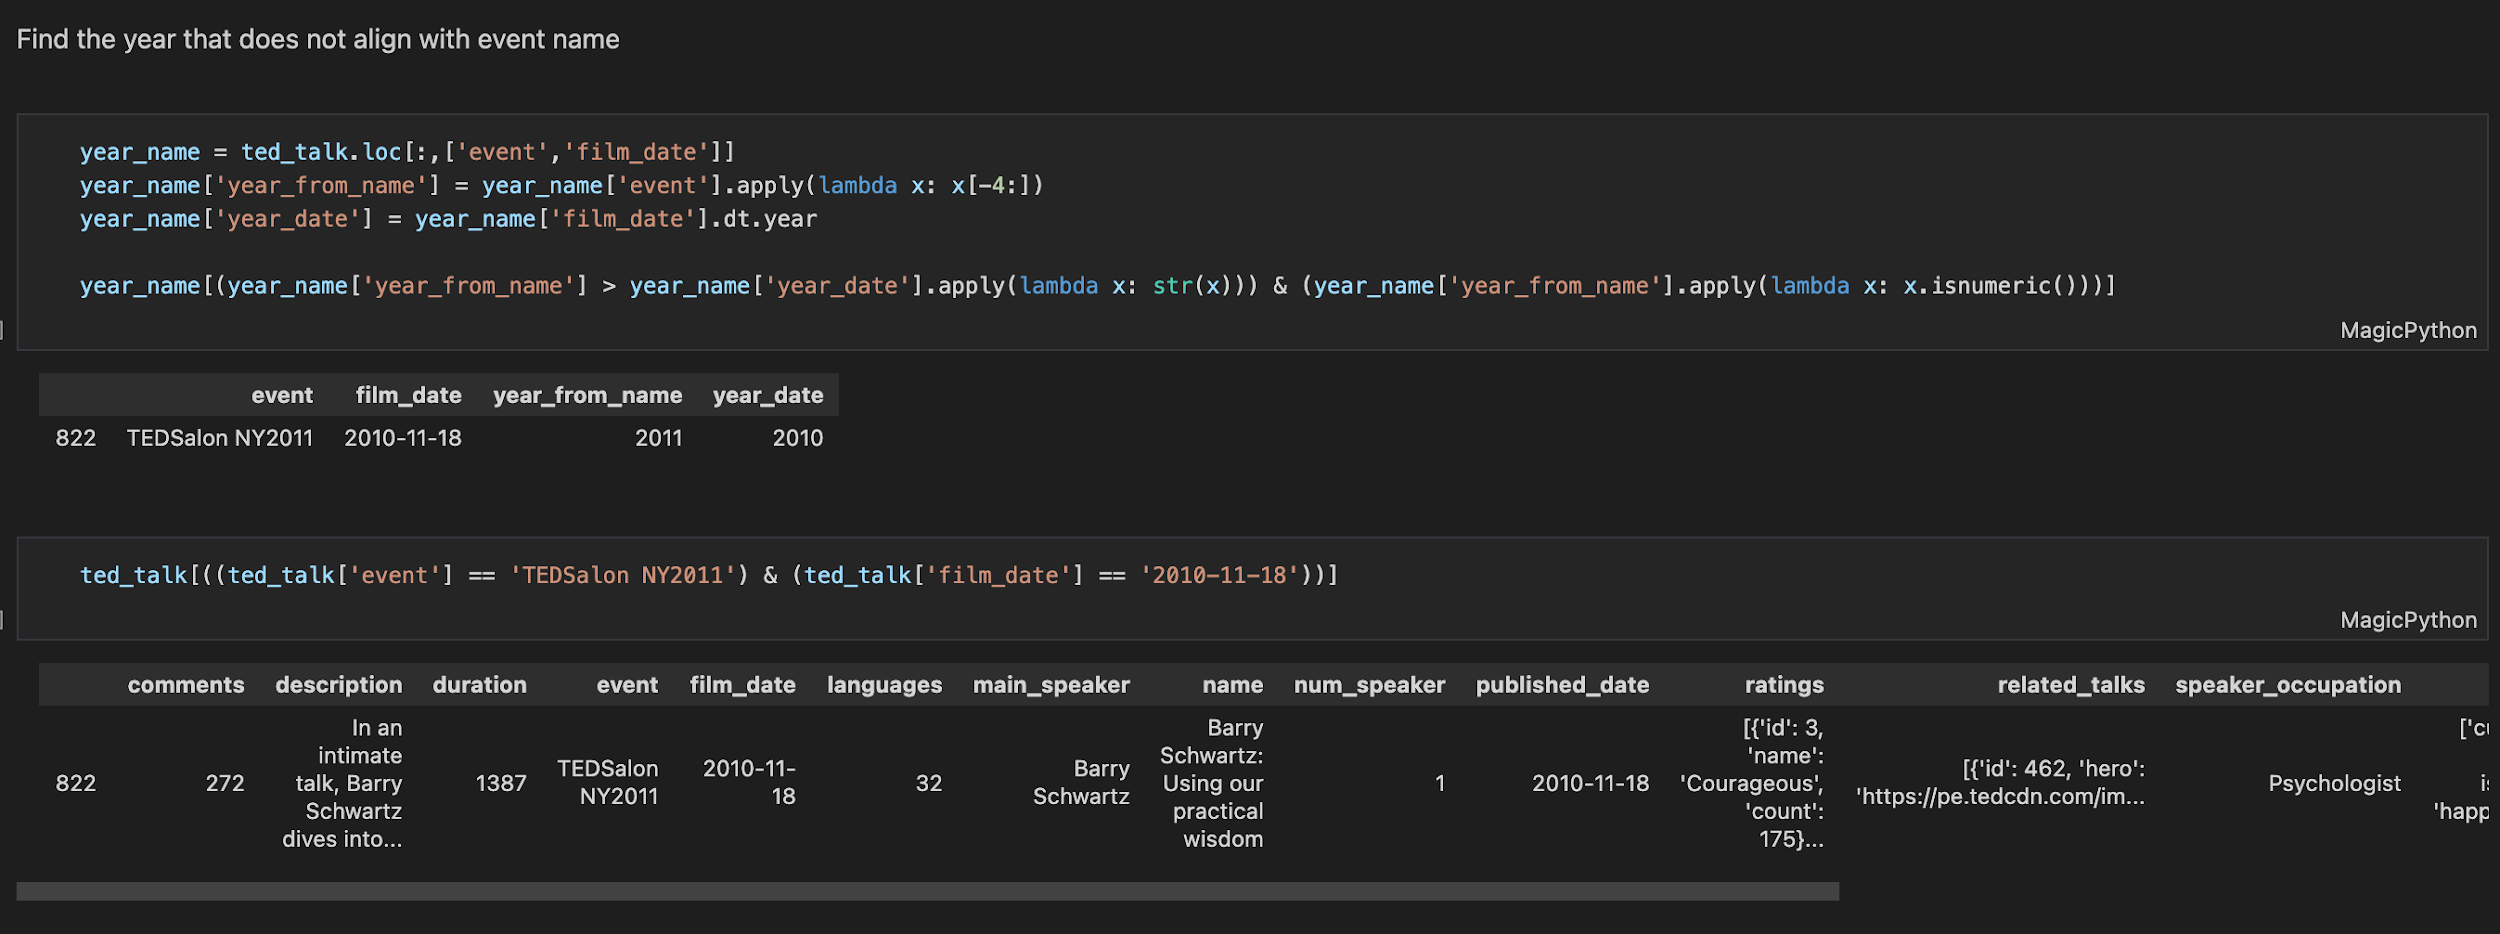 Find the year that does not align with event name
year_name = ted_talk.loc[:,['event','film_date']]
year_name['year_from_name'] = year_name['event'].apply(lambda x: x[-4:])
year_name['year_date'] = year_name['film_date'].dt.year
year_name[(year_name['year_from_name'] > year_name['year_date'].apply(lambda x: str(x))) & (year_name['year_from_name'].apply(lambda x: x.isnumeric()))]
]
MagicPython
event film_date year_from_name year_date
822 TEDSalon NY2011 2010-11-18 2011 2010
ted_talk[((ted_talk['event'] == 'TEDSalon NY2011') & (ted_talk['film_date'] == '2010-11-18'))]
]
MagicPython
comments description duration event film_date languages main_speaker name num_speaker published_date ratings related_talks speaker_occupation
In an Barry [{'id': 3, ['cu
intimate Schwartz: 'name':
TEDSalon 2010-11- Barry [{'id': 462, 'hero':
822 272 talk, Barry 1387 32 Using our 1 2010-11-18 'Courageous', Psychologist is
NY2011 18 Schwartz 'https://pe.tedcdn.com/im...
Schwartz practical 'count': 'happ
dives into... wisdom 175}...